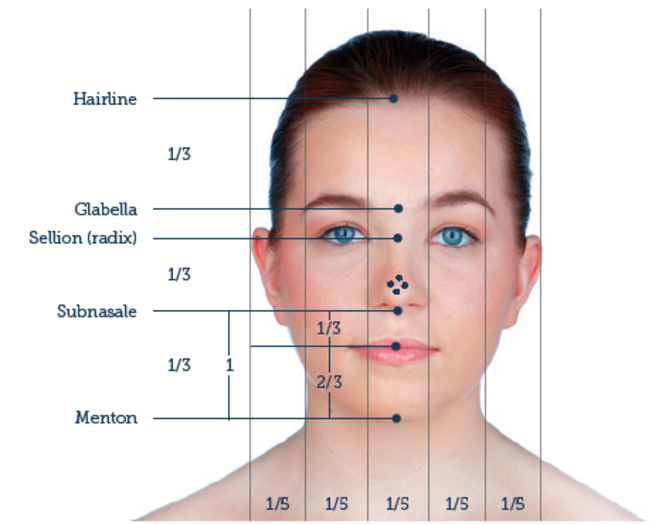 Hairline
1/3
Glabella
Sellion (radix)
1/3
Subnasale
1/3
1/3
1
2/3
Menton
1/5
1/5
1/5
1/5
1/5